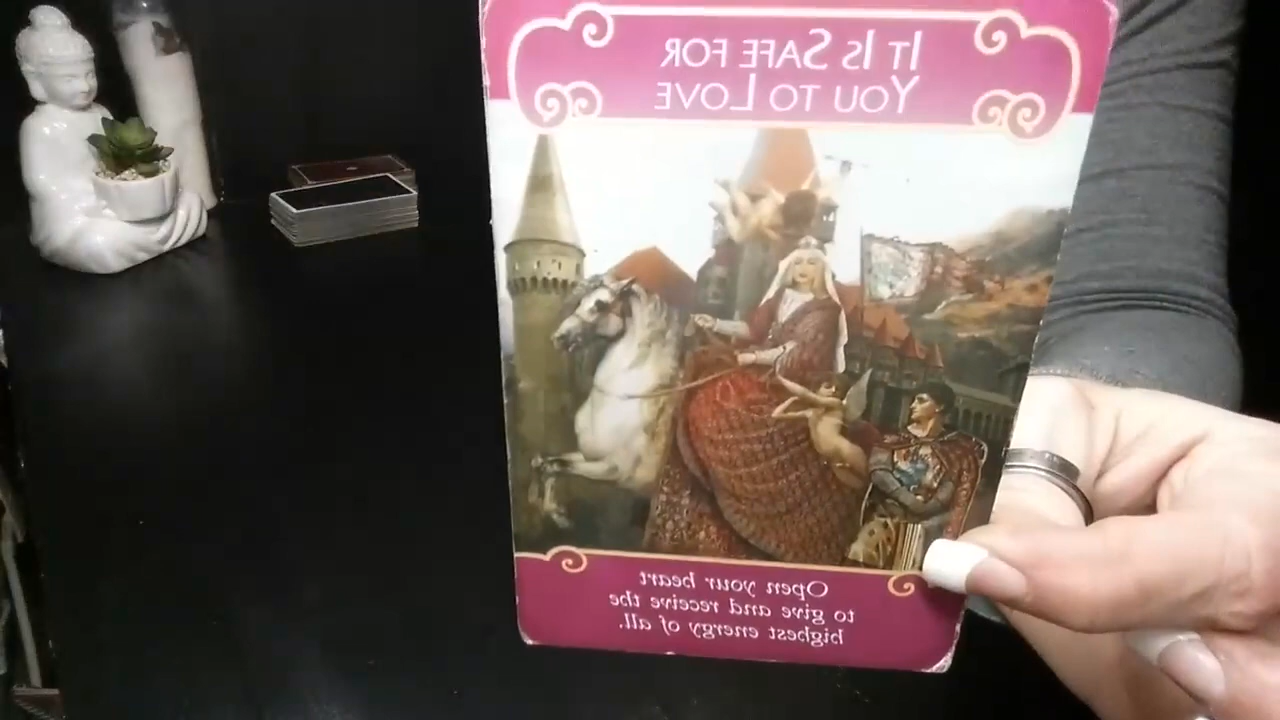 It Is Safe for
You to Love
Open your heart
to give and receive the
highest energy of all.